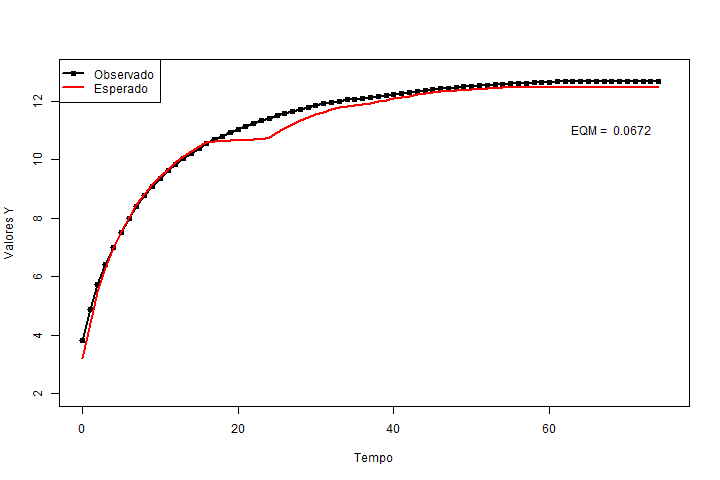 Observado
Esperado
EQM = 0.0672
Valores Y
12
10
8
6
4
2
0
20
40
60
Tempo